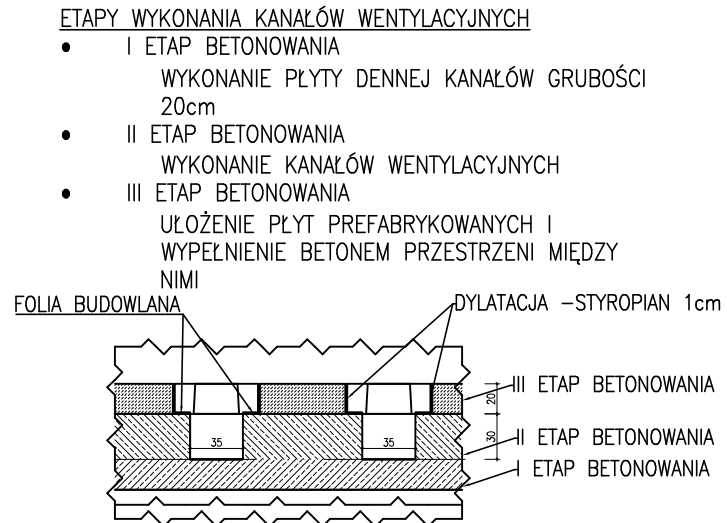 ETAPY WYKONANIA KANAŁÓW WENTYLACYJNYCH
• I ETAP BETONOWANIA
WYKONANIE PŁYTY DENNEJ KANAŁÓW GRUBOŚCI
20cm
• II ETAP BETONOWANIA
WYKONANIE KANAŁÓW WENTYLACYJNYCH
• III ETAP BETONOWANIA
UŁOŻENIE PŁYT PREFABRYKOWANYCH I
WYPEŁNIENIE BETONEM PRZESTRZENI MIĘDZY
NIMI
FOLIA BUDOWLANA
DYLATACJA –STYROPIAN 1cm
III ETAP BETONOWANIA
20
30
35
35
II ETAP BETONOWANIA
I ETAP BETONOWANIA